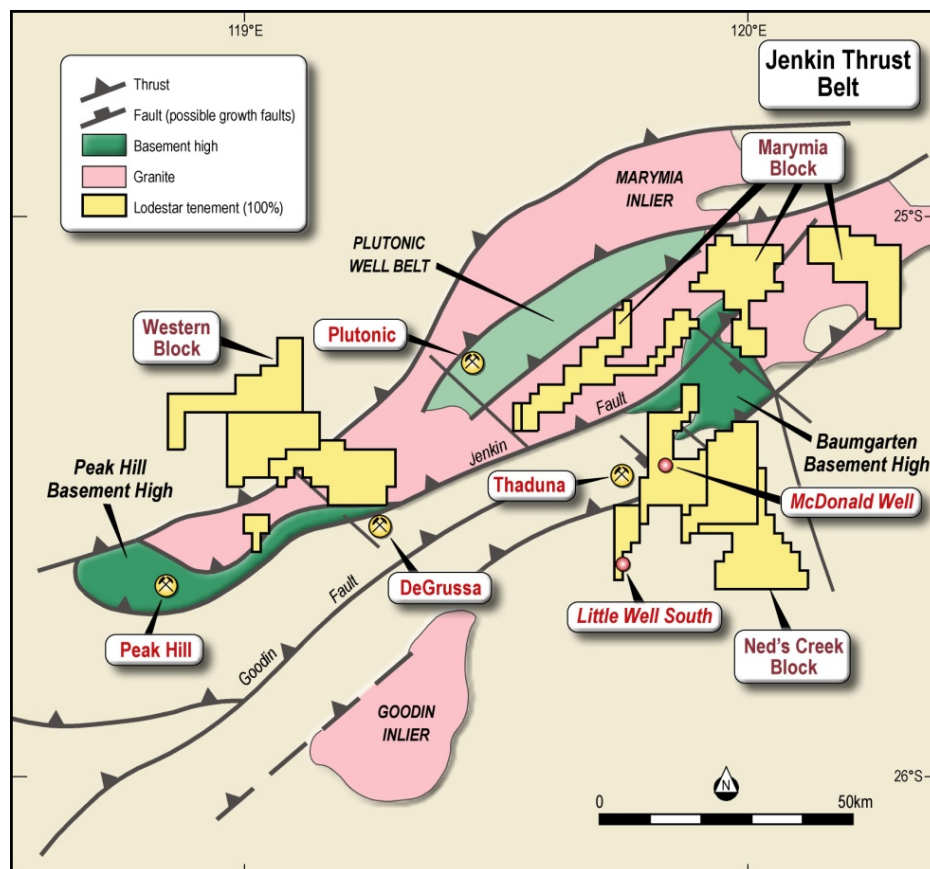 119°E
120°E
Jenkin Thrust
Belt
Thrust
Fault (possible growth faults)
Basement high
Granite
Lodestar tenement (100%)
Marymia
Block
MARYMIA
INLIER
25°S
PLUTONIC
WELL BELT
Western
Block
Plutonic
Fault
Jenkin
Baumgarten
Basement High
Peak Hill
Basement High
Thaduna
McDonald Well
DeGrussa
Fault
Little Well South
Peak Hill
Ned's Creek
Block
Goodin
GOODIN
INLIER
26°S
N
0
50km